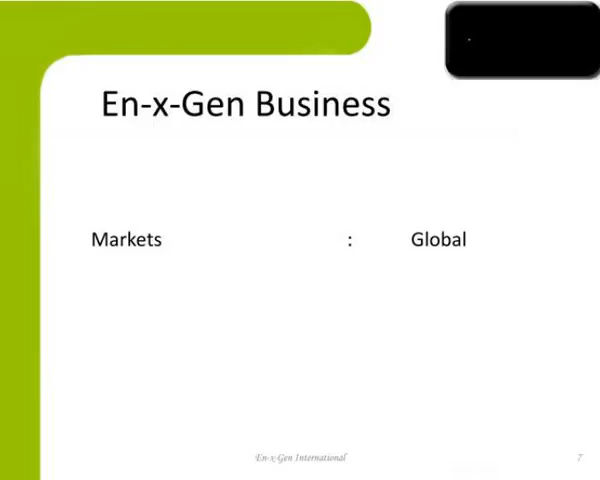 En-x-Gen Business
Markets : Global
En-x-Gen International 7